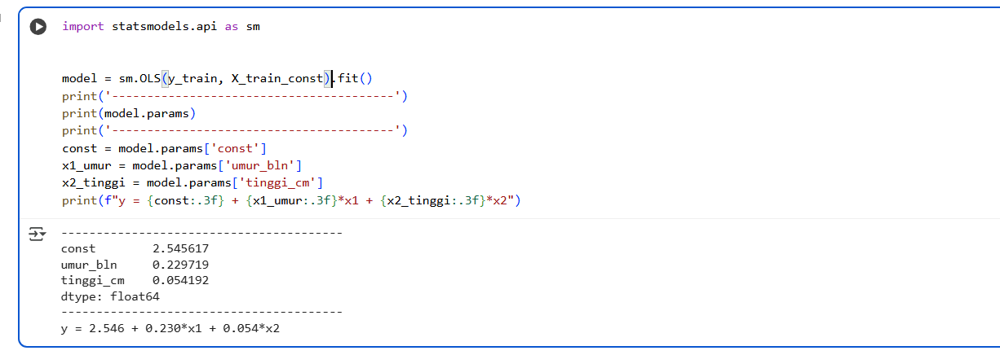 import statsmodels.api as sm
model = sm.OLS(y_train, X_train_const).fit()
print('----------------------------------------')
print(model.params)
print('----------------------------------------')
const = model.params['const']
x1_umur = model.params['umur_bln']
x2_tinggi = model.params['tinggi_cm']
print(f"y = {const:.3f} + {x1_umur:.3f}*x1 + {x2_tinggi:.3f}*x2")
----------------------------------------
const        2.545617
umur_bln     0.229719
tinggi_cm    0.054192
dtype: float64
----------------------------------------
y = 2.546 + 0.230*x1 + 0.054*x2